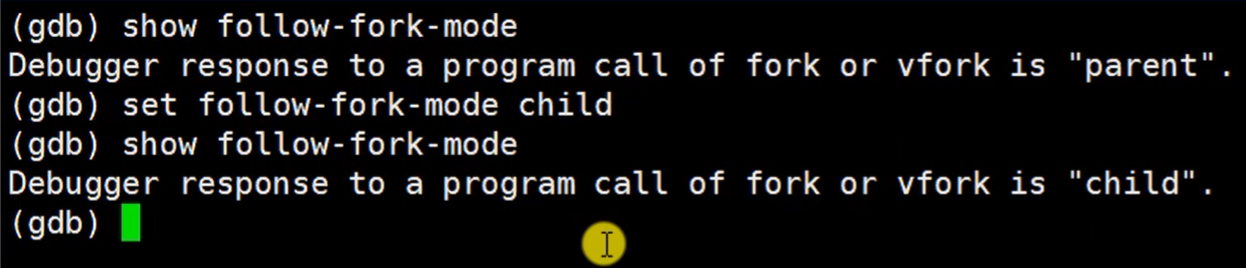 (gdb) show follow-fork-mode
Debugger response to a program call of fork or vfork is "parent".
(gdb) set follow-fork-mode child
(gdb) show follow-fork-mode
Debugger response to a program call of fork or vfork is "child".
(gdb)